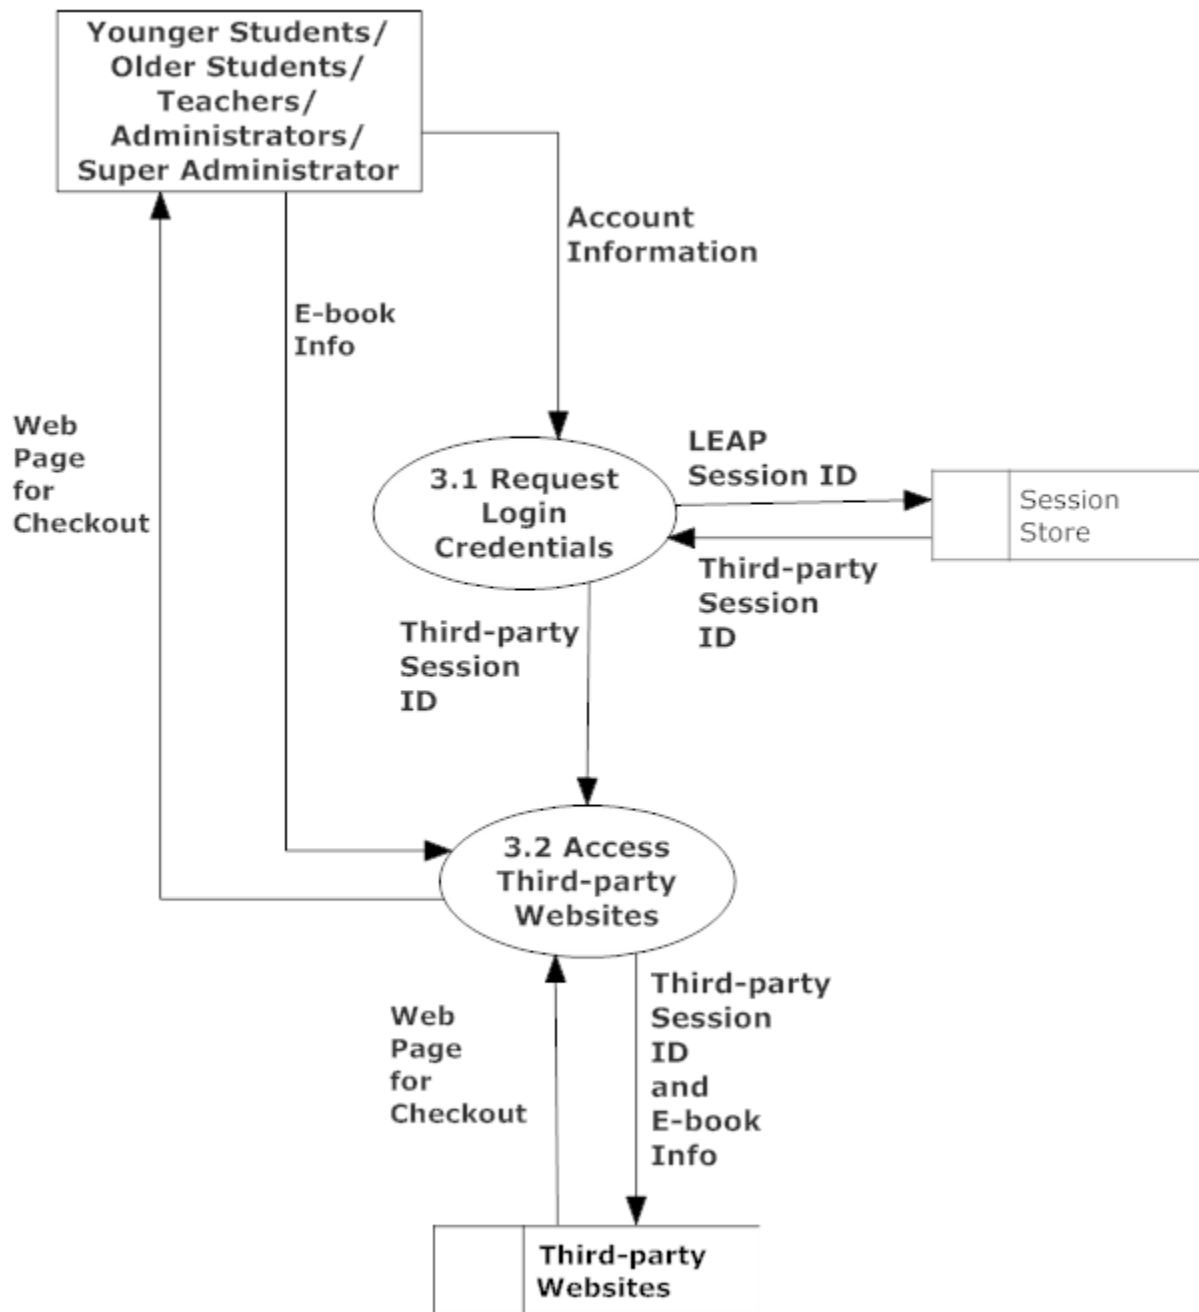 Younger Students/
Older Students/
Teachers/
Administrators/
Super Administrator
Account
Information
E-book
Info
Web
Page
for
Checkout
3.1 Request
Login
Credentials
LEAP
Session ID
Session
Store
Third-party
Session
ID
Third-party
Session
ID
3.2 Access
Third-party
Websites
Web
Page
for
Checkout
Third-party
Session
ID
and
E-book
Info
Third-party
Websites